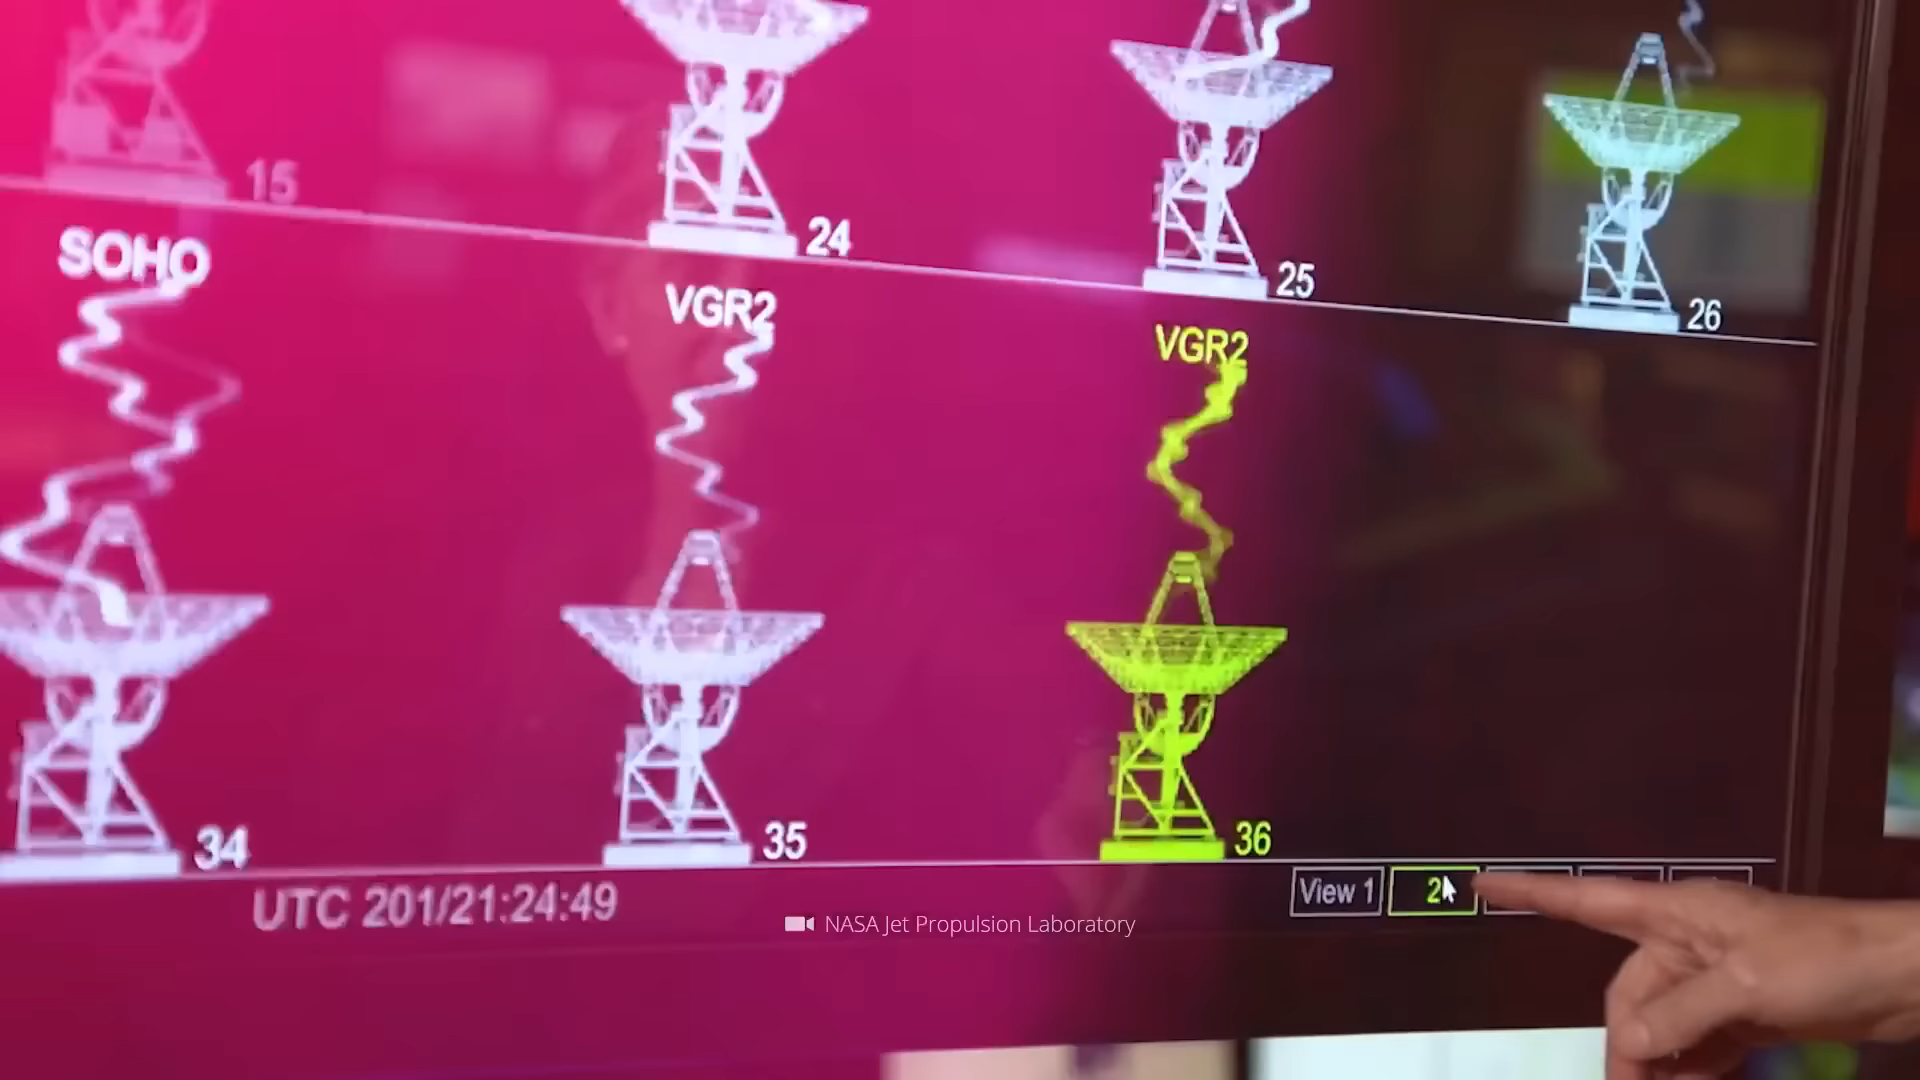 15
24
25
26
SOHO
VGR2
VGR2
34
35
36
UTC 201/21:24:49
View 1
2
NASA Jet Propulsion Laboratory